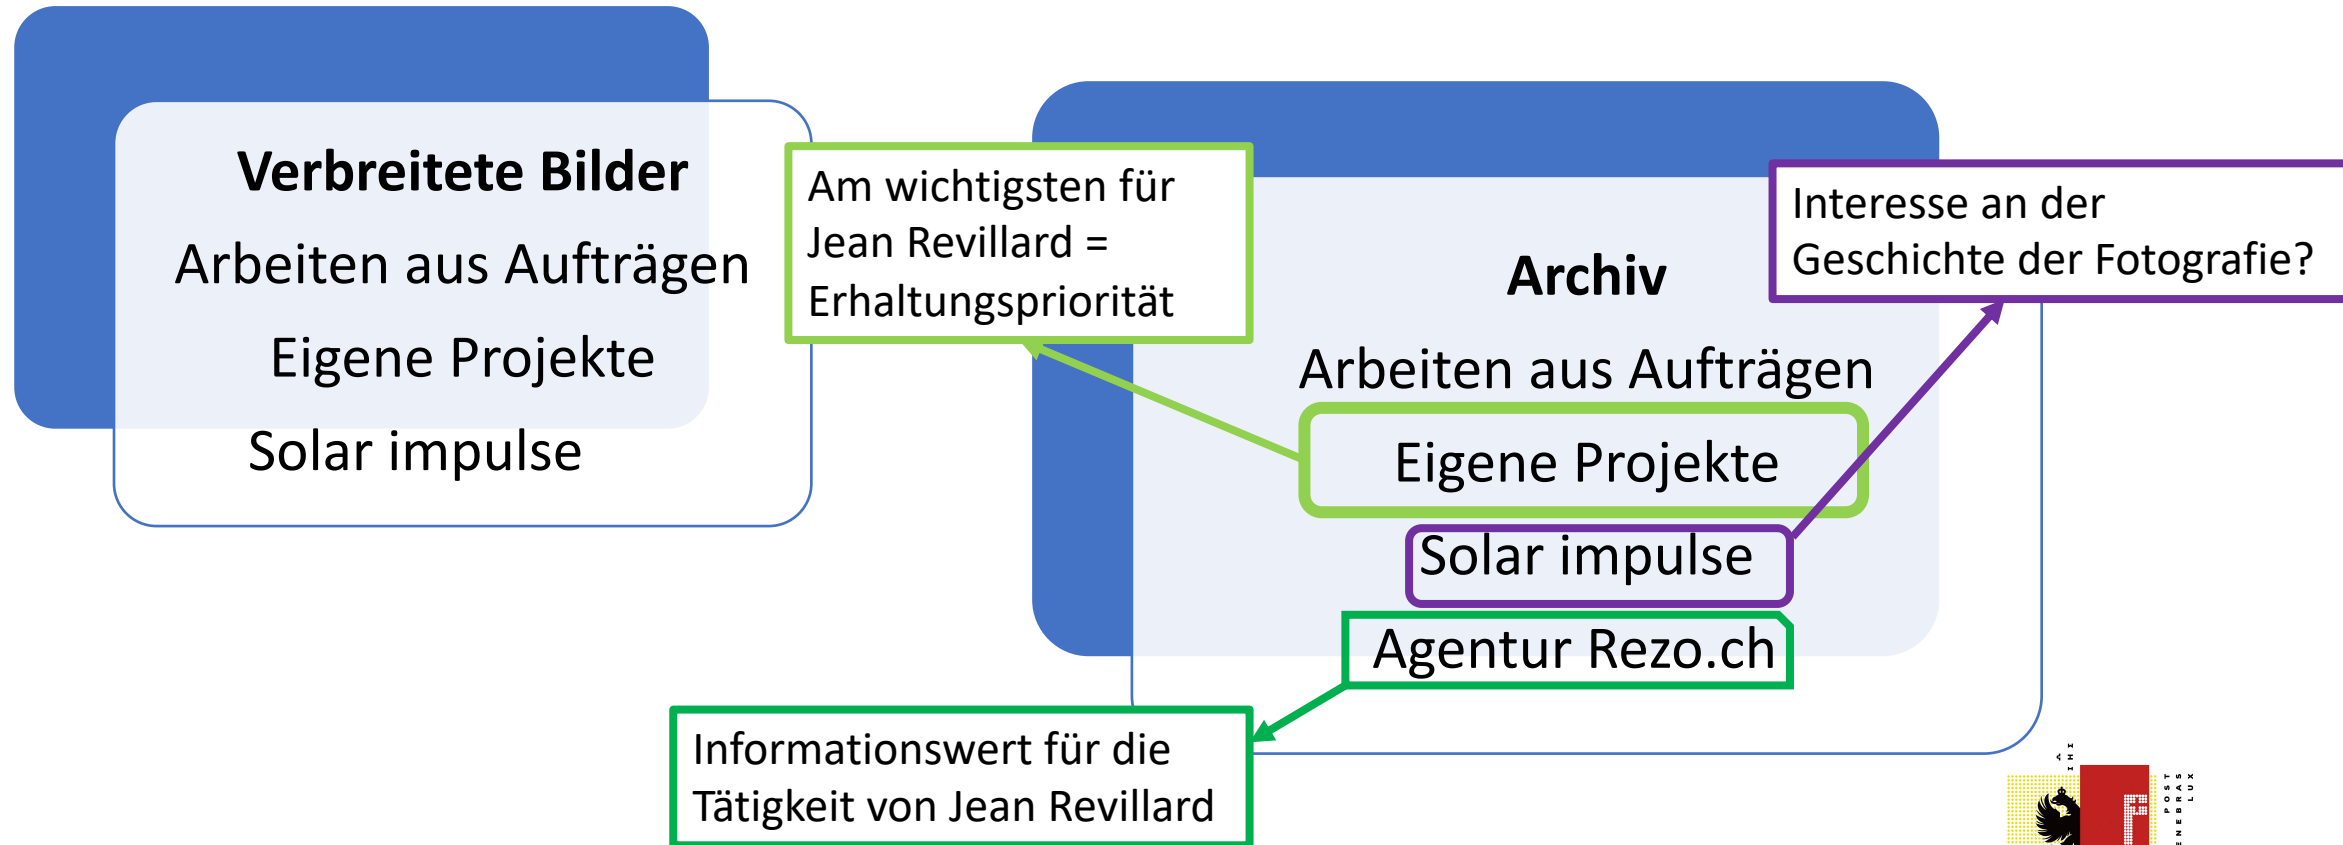 Verbreitete Bilder
Arbeiten aus Aufträgen
Eigene Projekte
Solar impulse
Am wichtigsten für
Jean Revillard =
Erhaltungspriorität
Archiv
Arbeiten aus Aufträgen
Eigene Projekte
Solar impulse
Agentur Rezo.ch
Interesse an der
Geschichte der Fotografie?
Informationswert für die
Tätigkeit von Jean Revillard
POST
LUX